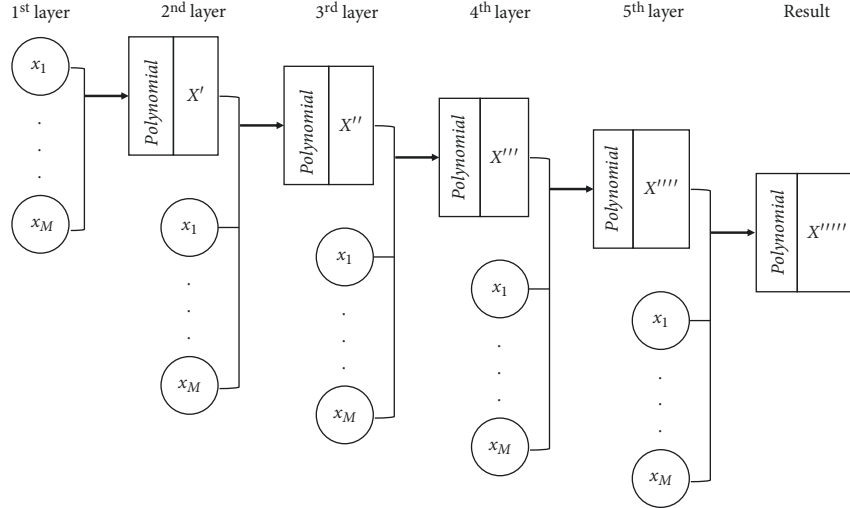 1st layer
2nd layer
3rd layer
4th layer
5th layer
Result
x1
.
.
.
xM
Polynomial
X′
x1
.
.
.
xM
Polynomial
X″
x1
.
.
.
xM
Polynomial
X‴
x1
.
.
.
xM
Polynomial
X⁗
x1
.
.
.
xM
Polynomial
X′′′′′